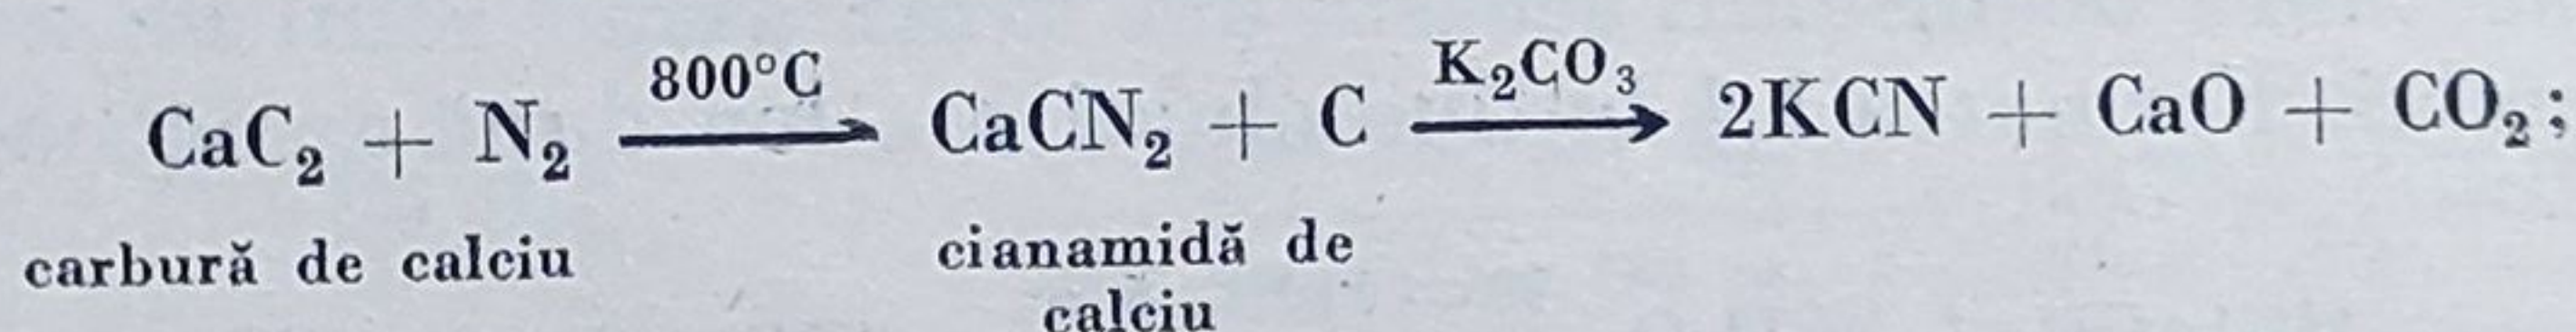 800°C K₂CO₃
CaC₂ + N₂ ⟶ CaCN₂ + C ⟶ 2KCN + CaO + CO₂;
carbură de calciu cianamidă de
calciu